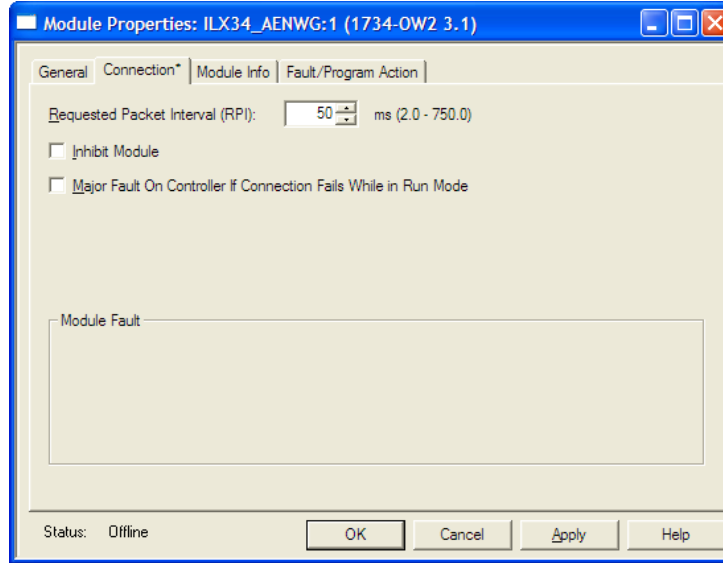 Module Properties: ILX34_AENWG:1 (1734-OW2 3.1)
General Connection* Module Info Fault/Program Action
Requested Packet Interval (RPI): 50 ms (2.0 - 750.0)
Inhibit Module
Major Fault On Controller If Connection Fails While in Run Mode
Module Fault
Status: Offline OK Cancel Apply Help